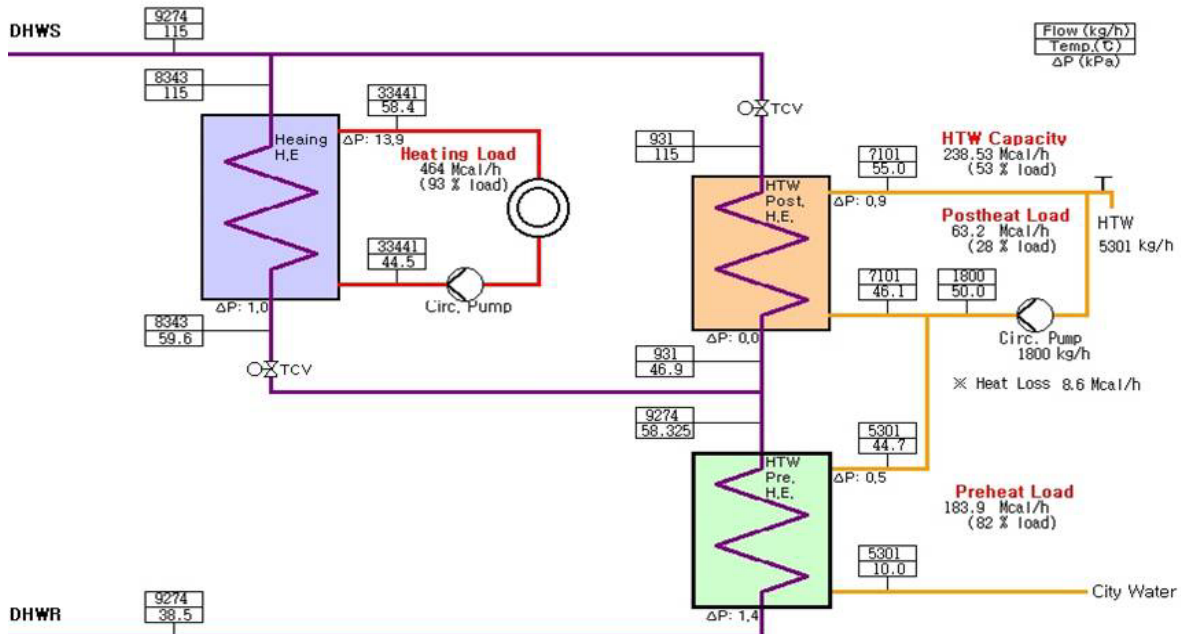 9274
115
DHWS
8343
115
33441
58.4
ΔP: 13,9
Heaing
H,E
Heating Load
464 Mcal/h
(93 % load)
33441
44.5
Circ, Pump
ΔP: 1,0
8343
59.6
TCV
Flow (kg/h)
Temp,(℃)
ΔP (kPa)
TCV
931
115
HTW
Post,
H,E,
7101
55.0
ΔP: 0,9
HTW Capacity
238.53 Mcal/h
(53 % load)
Postheat Load
63.2 Mcal/h
(28 % load)
HTW
5301 kg/h
7101
46.1
1800
50.0
Circ. Pump
1800 kg/h
※ Heat Loss 8.6 Mcal/h
ΔP: 0,0
931
46.9
9274
58.325
HTW
Pre,
H,E,
5301
44.7
ΔP: 0,5
Preheat Load
183.9 Mcal/h
(82 % load)
5301
10.0
City Water
ΔP: 1,4
9274
38.5
DHWR